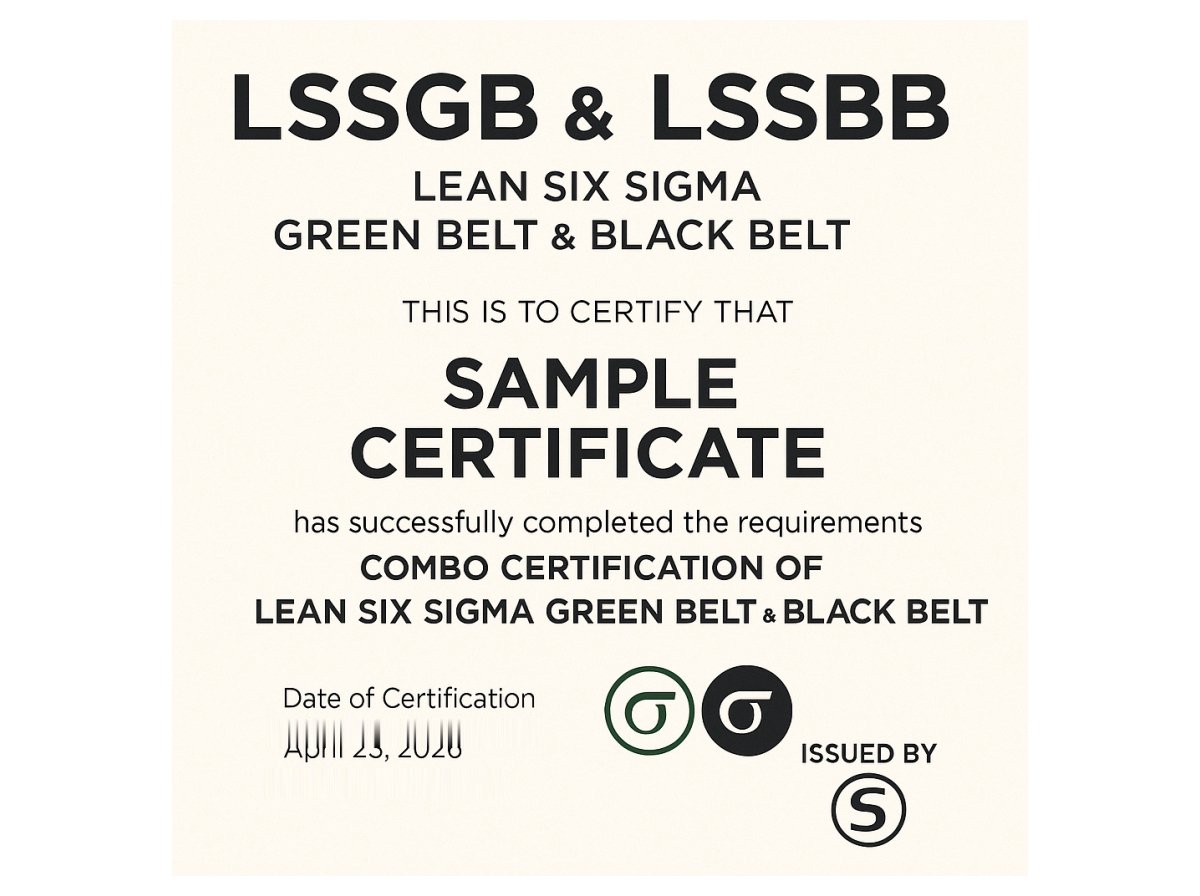 LSSGB & LSSBB
LEAN SIX SIGMA
GREEN BELT & BLACK BELT
THIS IS TO CERTIFY THAT
SAMPLE
CERTIFICATE
has successfully completed the requirements
COMBO CERTIFICATION OF
LEAN SIX SIGMA GREEN BELT & BLACK BELT
Date of Certification
April
σ σ
ISSUED BY
S